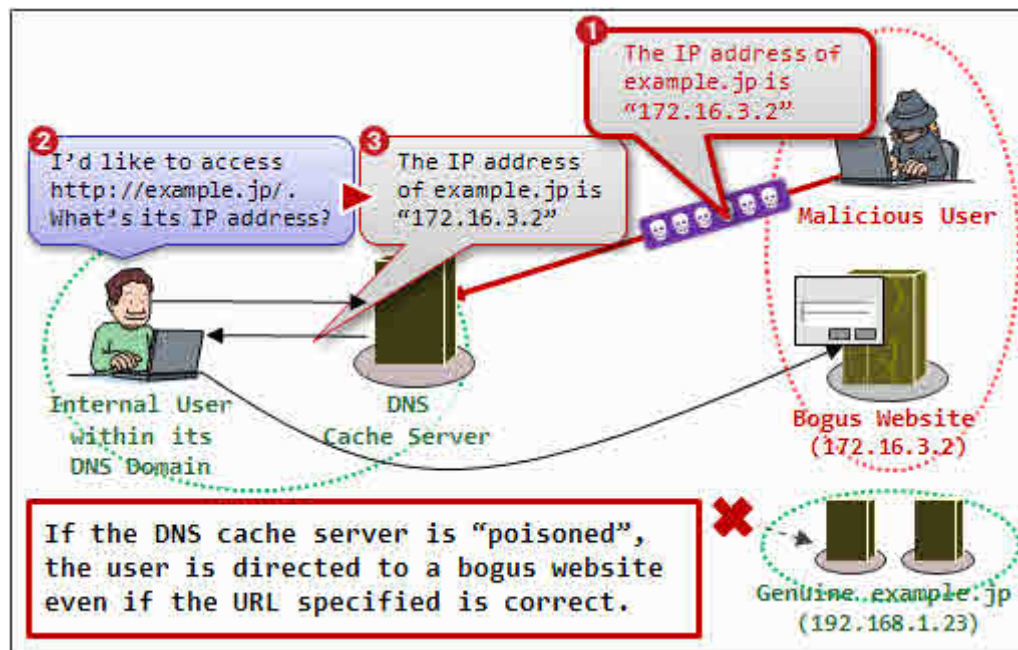 1
The IP address of
example.jp is
“172.16.3.2”
2
I’d like to access
http://example.jp/.
What’s its IP address?
3
The IP address
of example.jp is
“172.16.3.2”
Malicious User
Internal User
within its
DNS Domain
DNS
Cache Server
Bogus Website
(172.16.3.2)
If the DNS cache server is “poisoned”,
the user is directed to a bogus website
even if the URL specified is correct.
Genuine example.jp
(192.168.1.23)